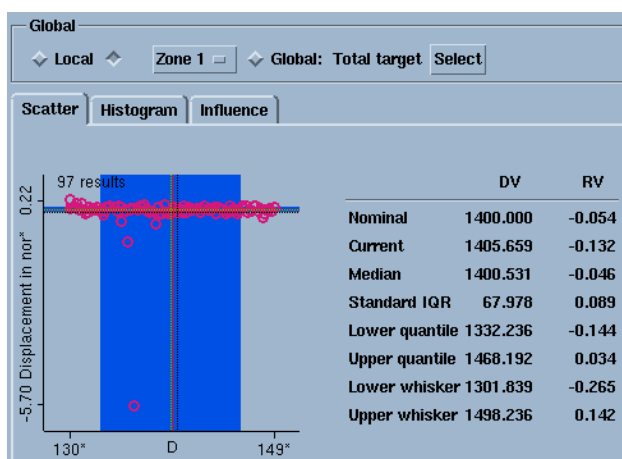 Global
Local Zone 1 Global: Total target Select
Scatter Histogram Influence
97 results
0.22
-5.70 Displacement in nor*
130* D 149*
DV RV
Nominal 1400.000 -0.054
Current 1405.659 -0.132
Median 1400.531 -0.046
Standard IQR 67.978 0.089
Lower quantile 1332.236 -0.144
Upper quantile 1468.192 0.034
Lower whisker 1301.839 -0.265
Upper whisker 1498.236 0.142